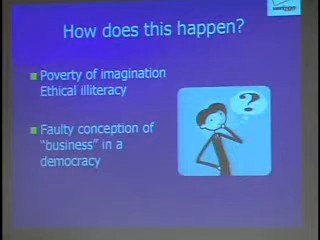 How does this happen?
Poverty of imagination
Ethical illiteracy
Faulty conception of
"business" in a
democracy
?